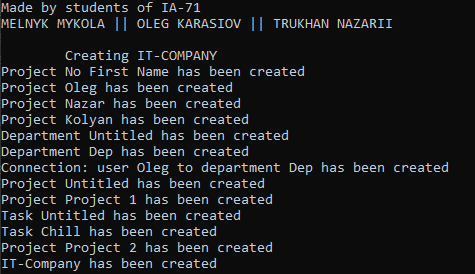 Made by students of IA-71
MELNYK MYKOLA || OLEG KARASIOV || TRUKHAN NAZARII
Creating IT-COMPANY
Project No First Name has been created
Project Oleg has been created
Project Nazar has been created
Project Kolyan has been created
Department Untitled has been created
Department Dep has been created
Connection: user Oleg to department Dep has been created
Project Untitled has been created
Project Project 1 has been created
Task Untitled has been created
Task Chill has been created
Project Project 2 has been created
IT-Company has been created